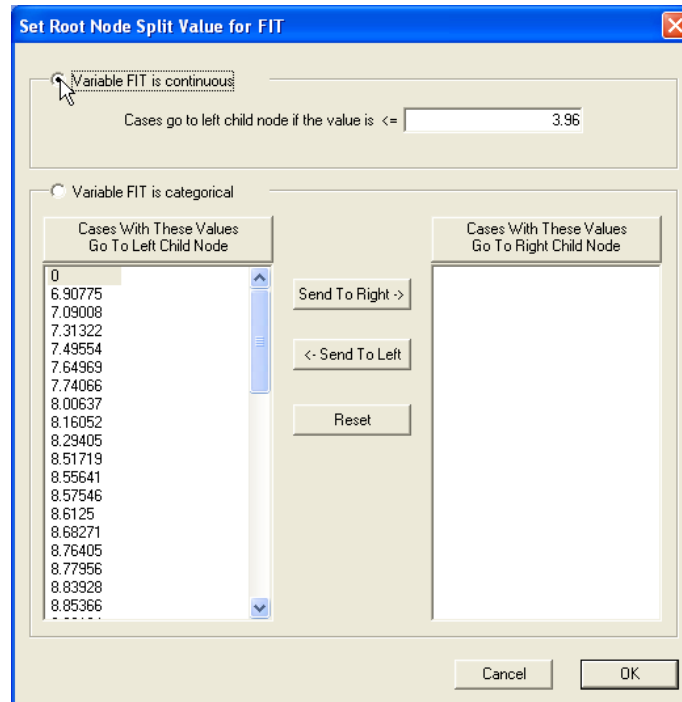 Set Root Node Split Value for FIT
Variable FIT is continuous
Cases go to left child node if the value is <= 3.96
Variable FIT is categorical
Cases With These Values
Go To Left Child Node
Cases With These Values
Go To Right Child Node
0
6.90775
7.09008
7.31322
7.49554
7.64969
7.74066
8.00637
8.16052
8.29405
8.51719
8.55641
8.57546
8.6125
8.68271
8.76405
8.77956
8.83928
8.85366
Send To Right ->
<- Send To Left
Reset
Cancel
OK